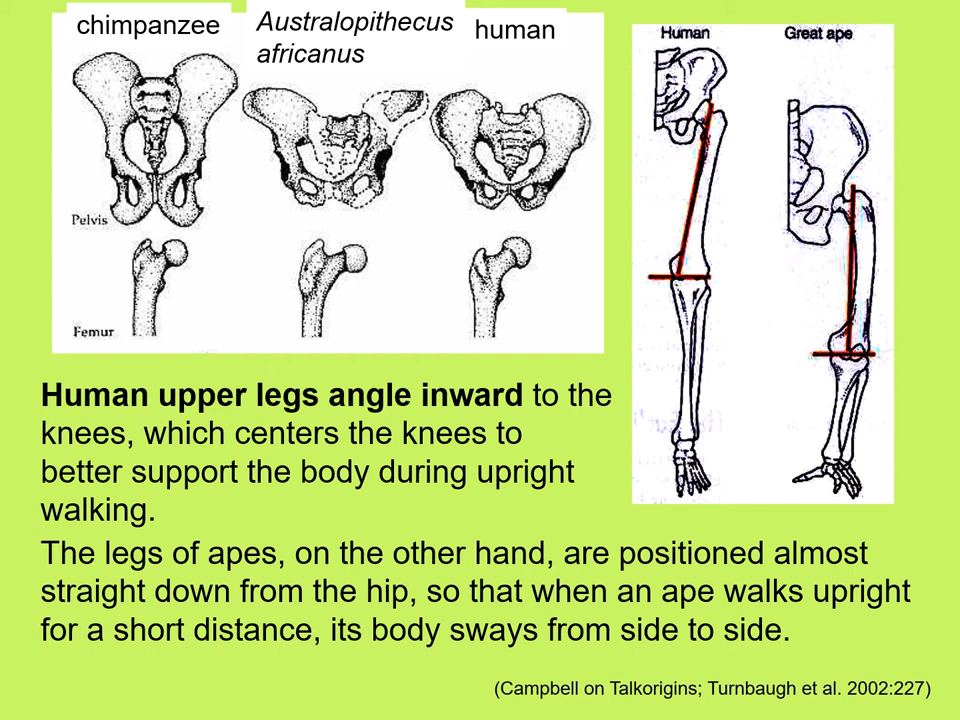 chimpanzee
Australopithecus
africanus
human
Pelvis
Femur
Human
Great ape
Human upper legs angle inward to the
knees, which centers the knees to
better support the body during upright
walking.
The legs of apes, on the other hand, are positioned almost
straight down from the hip, so that when an ape walks upright
for a short distance, its body sways from side to side.
(Campbell on Talkorigins; Turnbaugh et al. 2002:227)